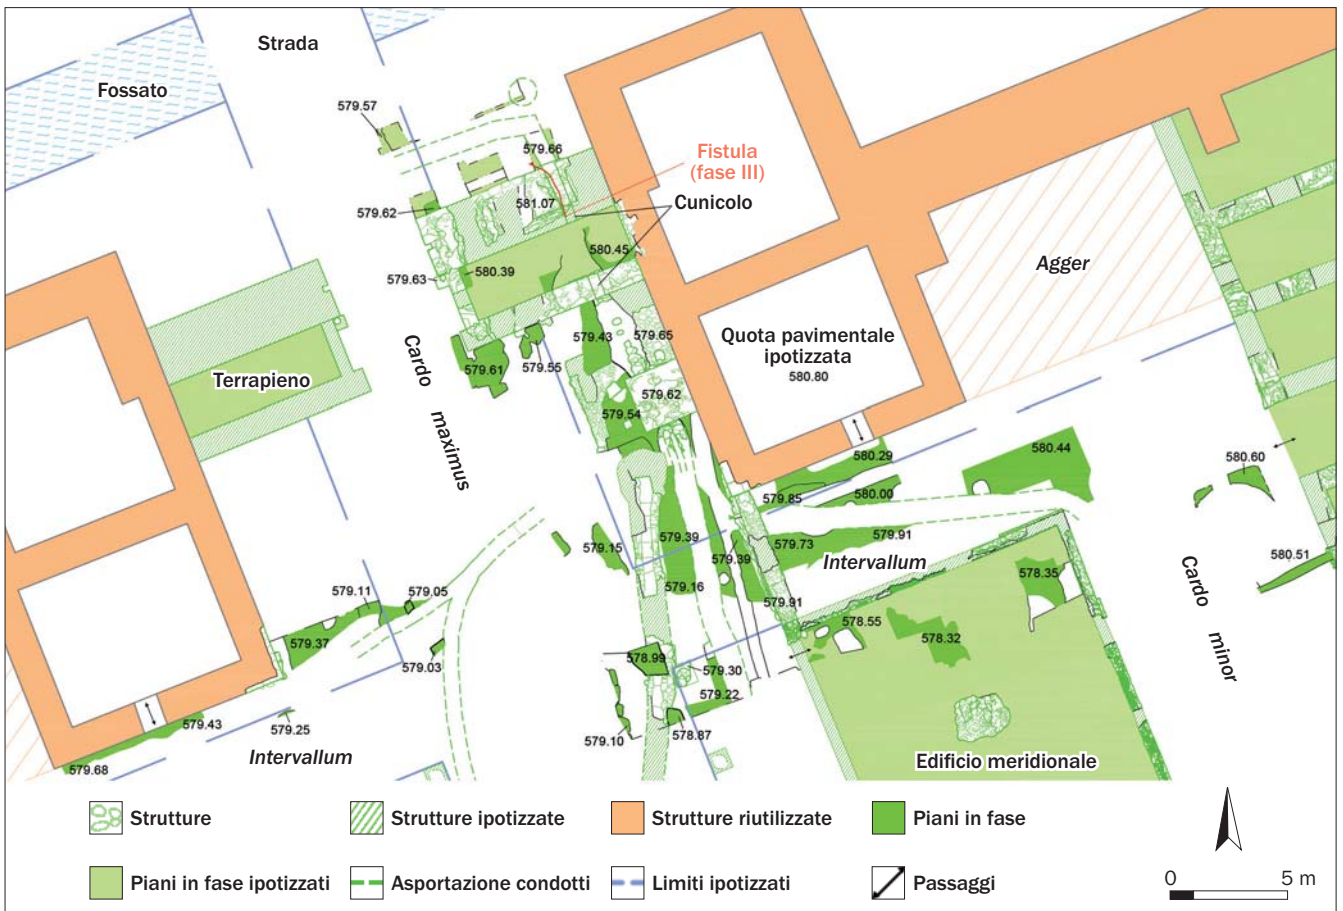 Strada
Fossato
579.57
579.66
Fistula
(fase III)
Cunicolo
581.07
579.62
580.45
580.39
579.63
Agger
Cardo maximus
579.43
579.65
Quota pavimentale
ipotizzata
580.80
579.61
579.55
Terrapieno
579.62
579.54
580.29
580.44
580.60
579.85
580.00
579.15
579.39
579.39
579.73
579.91
Intervallum
580.51
579.16
579.91
578.35
Cardo minor
579.11
579.05
578.55
578.32
579.37
579.03
578.99
579.30
579.22
579.43
579.25
579.10
578.87
Intervallum
579.68
Edificio meridionale
Strutture
Strutture ipotizzate
Strutture riutilizzate
Piani in fase
Piani in fase ipotizzati
Asportazione condotti
Limiti ipotizzati
Passaggi
0 5 m